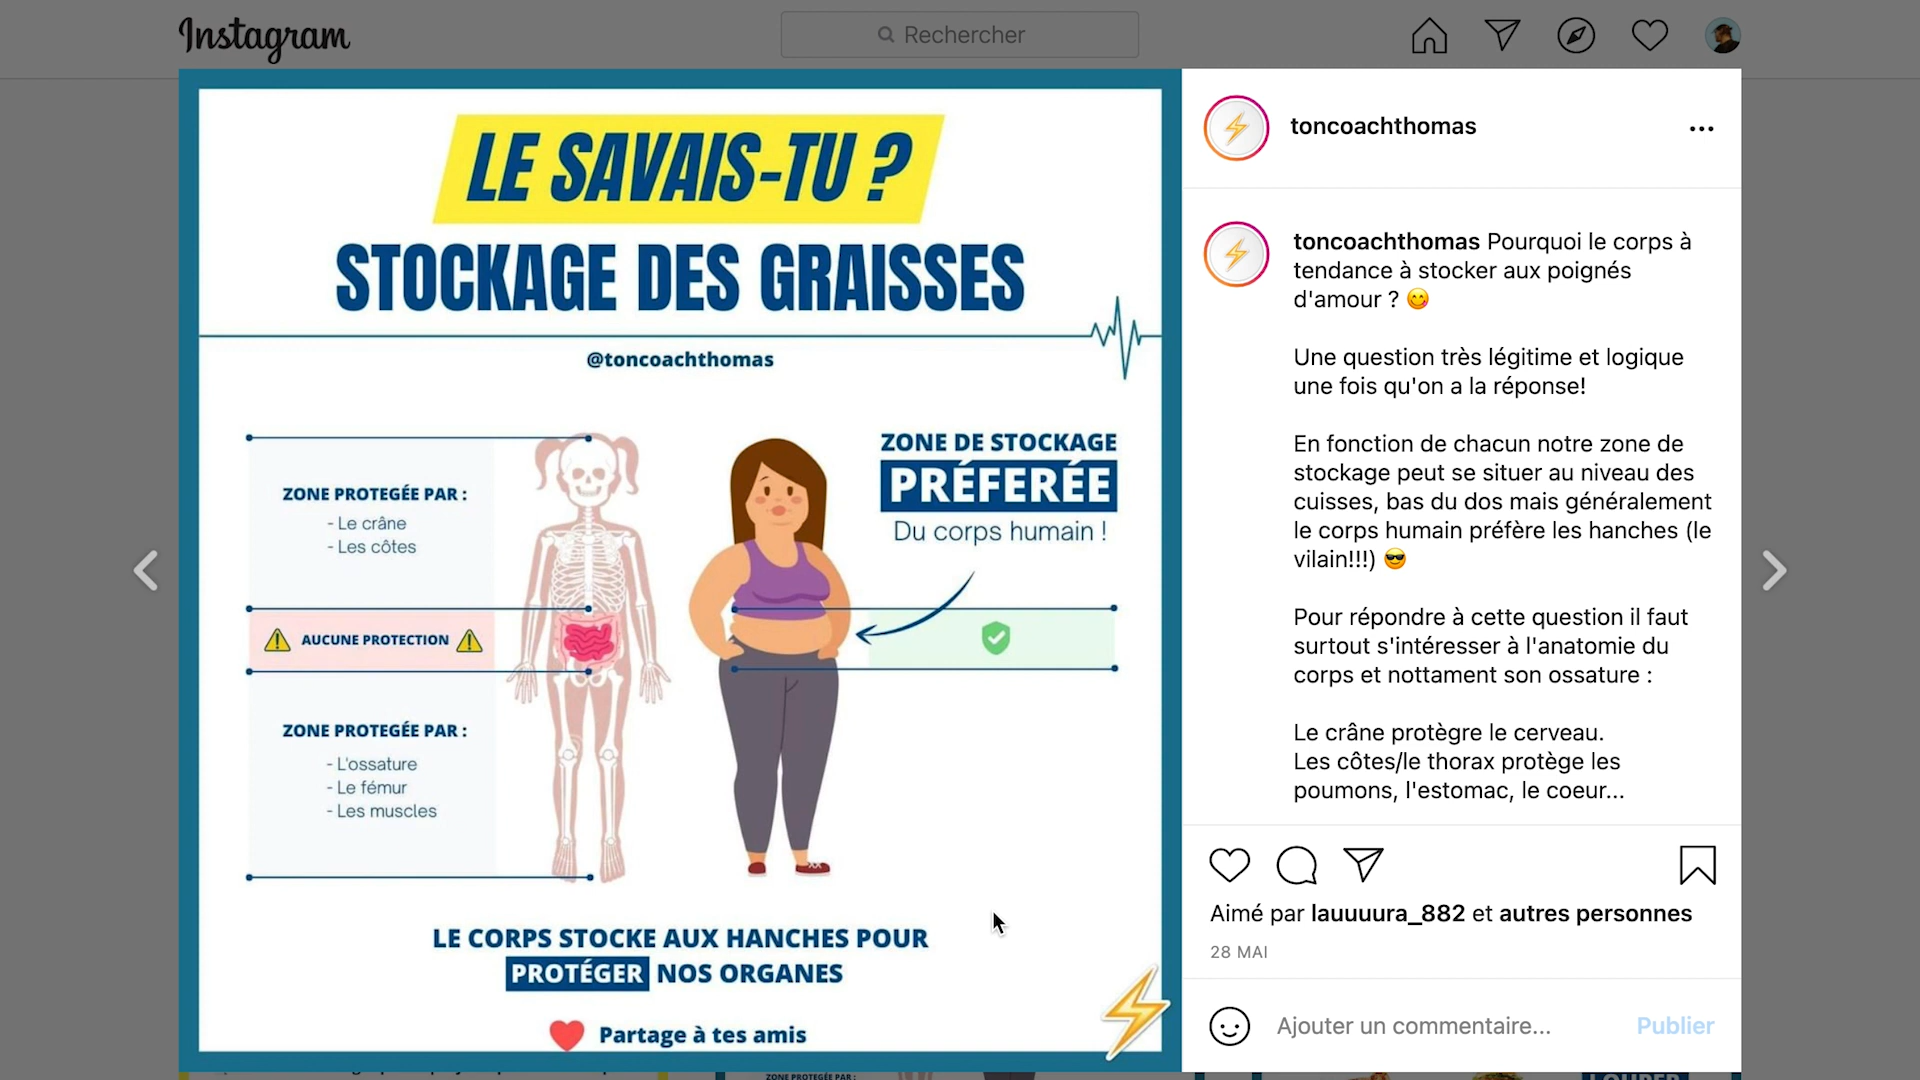 Instagram
Rechercher
LE SAVAIS-TU ?
STOCKAGE DES GRAISSES
@toncoachthomas
ZONE PROTEGÉE PAR :
- Le crâne
- Les côtes
AUCUNE PROTECTION
ZONE PROTEGÉE PAR :
- L'ossature
- Le fémur
- Les muscles
ZONE DE STOCKAGE
PRÉFERÉE
Du corps humain !
LE CORPS STOCKE AUX HANCHES POUR
PROTÉGER NOS ORGANES
Partage à tes amis
toncoachthomas
toncoachthomas Pourquoi le corps à
tendance à stocker aux poignés
d'amour ? 😋
Une question très légitime et logique
une fois qu'on a la réponse!
En fonction de chacun notre zone de
stockage peut se situer au niveau des
cuisses, bas du dos mais généralement
le corps humain préfère les hanches (le
vilain!!!) 😎
Pour répondre à cette question il faut
surtout s'intéresser à l'anatomie du
corps et nottament son ossature :
Le crâne protègre le cerveau.
Les côtes/le thorax protège les
poumons, l'estomac, le coeur...
Aimé par lauuuura_882 et autres personnes
28 MAI
Ajouter un commentaire...
Publier
ZONE PROTEGÉE PAR :